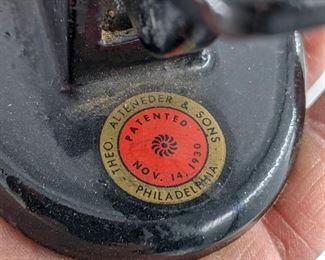 THEO. ALTENEDER & SONS
PHILADELPHIA
PATENTED
NOV. 14, 1930